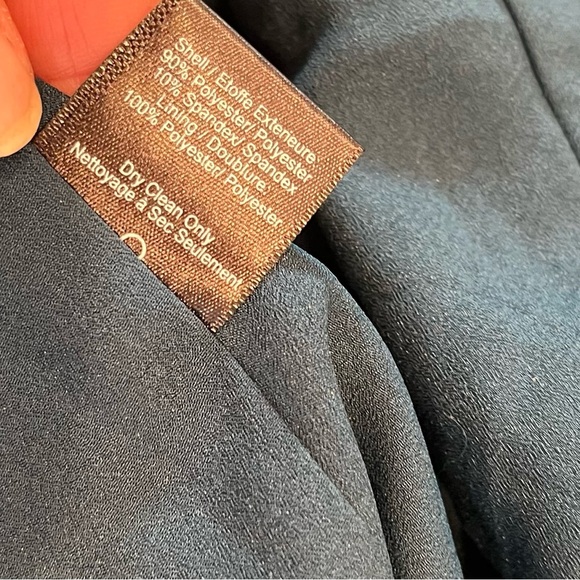 Shell / Etoffe Exterieure
90% Polyester/ Polyester
10% Spandex/ Spandex
Lining / Doublure
100% Polyester/ Polyester
Dry Clean Only
Nettoyage à Sec Seulement